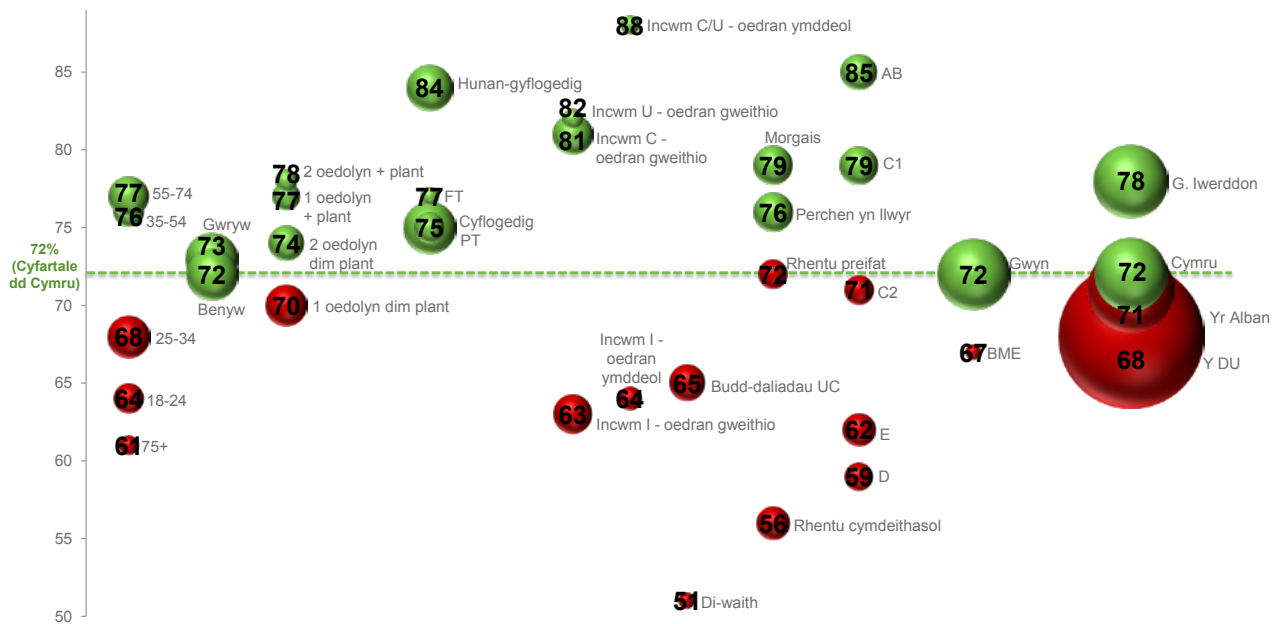 85
80
75
72%
(Cyfartale
dd Cymru)
70
65
60
55
50
77
55-74
76
35-54
68
25-34
64
18-24
61
75+
Gwryw
73
72
Benyw
78
2 oedolyn + plant
77
1 oedolyn
+ plant
74
2 oedolyn
dim plant
70
1 oedolyn dim plant
84
Hunan-gyflogedig
77
FT
75
Cyflogedig
PT
82
Incwm U - oedran gweithio
81
Incwm C -
oedran gweithio
63
Incwm I - oedran gweithio
88
Incwm C/U - oedran ymddeol
Incwm I -
oedran
ymddeol
64
65
Budd-daliadau UC
51
Di-waith
Morgais
79
76
Perchen yn llwyr
72
Rhentu preifat
56
Rhentu cymdeithasol
85
AB
79
C1
71
C2
62
E
59
D
72
Gwyn
67
BME
78
G. Iwerddon
72
Cymru
71
Yr Alban
68
Y DU